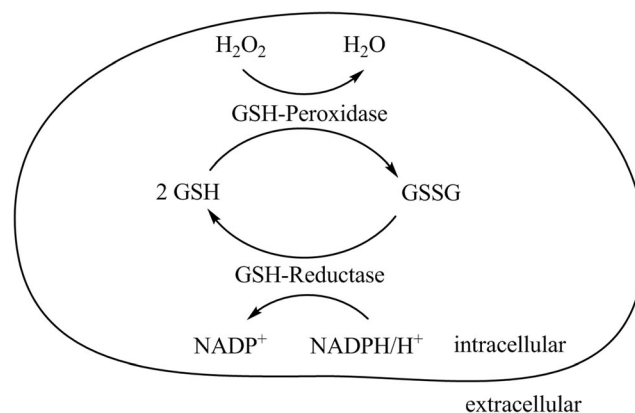 H₂O₂ H₂O
GSH-Peroxidase
2 GSH GSSG
GSH-Reductase
NADP⁺ NADPH/H⁺ intracellular
extracellular